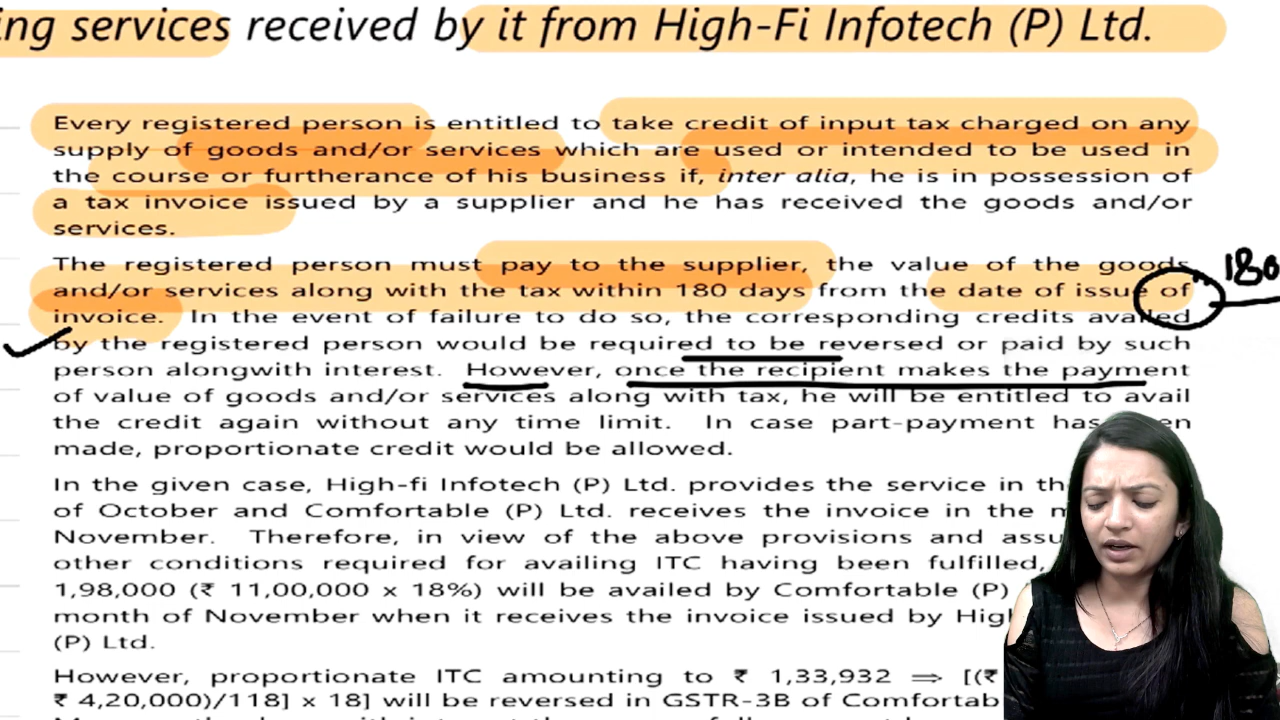 ing services received by it from High-Fi Infotech (P) Ltd.
Every registered person is entitled to take credit of input tax charged on any
supply of goods and/or services which are used or intended to be used in
the course or furtherance of his business if, inter alia, he is in possession of
a tax invoice issued by a supplier and he has received the goods and/or
services.
The registered person must pay to the supplier, the value of the goods
180
and/or services along with the tax within 180 days from the date of issue of
invoice. In the event of failure to do so, the corresponding credits availed
by the registered person would be required to be reversed or paid by such
person alongwith interest. However, once the recipient makes the payment
of value of goods and/or services along with tax, he will be entitled to avail
the credit again without any time limit. In case part-payment has
made, proportionate credit would be allowed.
In the given case, High-fi Infotech (P) Ltd. provides the service in th
of October and Comfortable (P) Ltd. receives the invoice in the m
November. Therefore, in view of the above provisions and assu
other conditions required for availing ITC having been fulfilled,
1,98,000 (₹ 11,00,000 x 18%) will be availed by Comfortable (P)
month of November when it receives the invoice issued by Hig
(P) Ltd.
However, proportionate ITC amounting to ₹ 1,33,932 ⇒ [(₹
₹ 4,20,000)/118] x 18] will be reversed in GSTR-3B of Comfortab